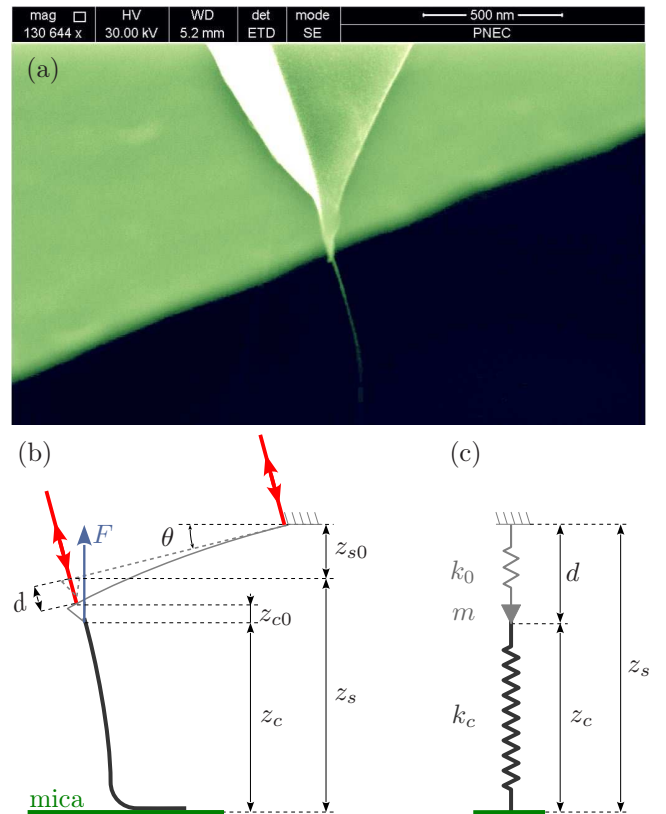 mag HV WD det mode 500 nm
130 644 x 30.00 kV 5.2 mm ETD SE PNEC
(a)
(b) (c)
F θ z_{s0} d
d k_0
z_{c0} m
z_c z_s k_c z_c z_s
mica